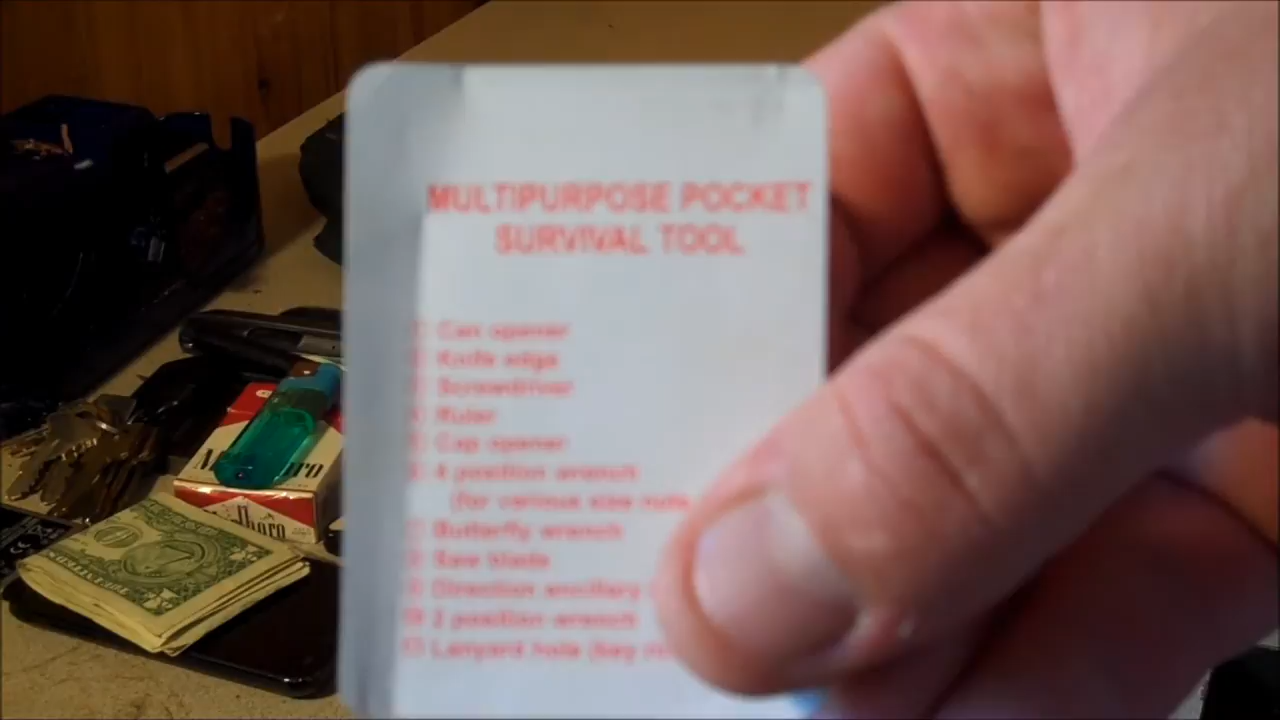 MULTIPURPOSE POCKET
SURVIVAL TOOL
Can opener
Knife edge
Screwdriver
Ruler
Cap opener
4 position wrench
(for various size nuts
Butterfly wrench
Saw blade
Direction ancillary
2 position wrench
Lanyard hole (key